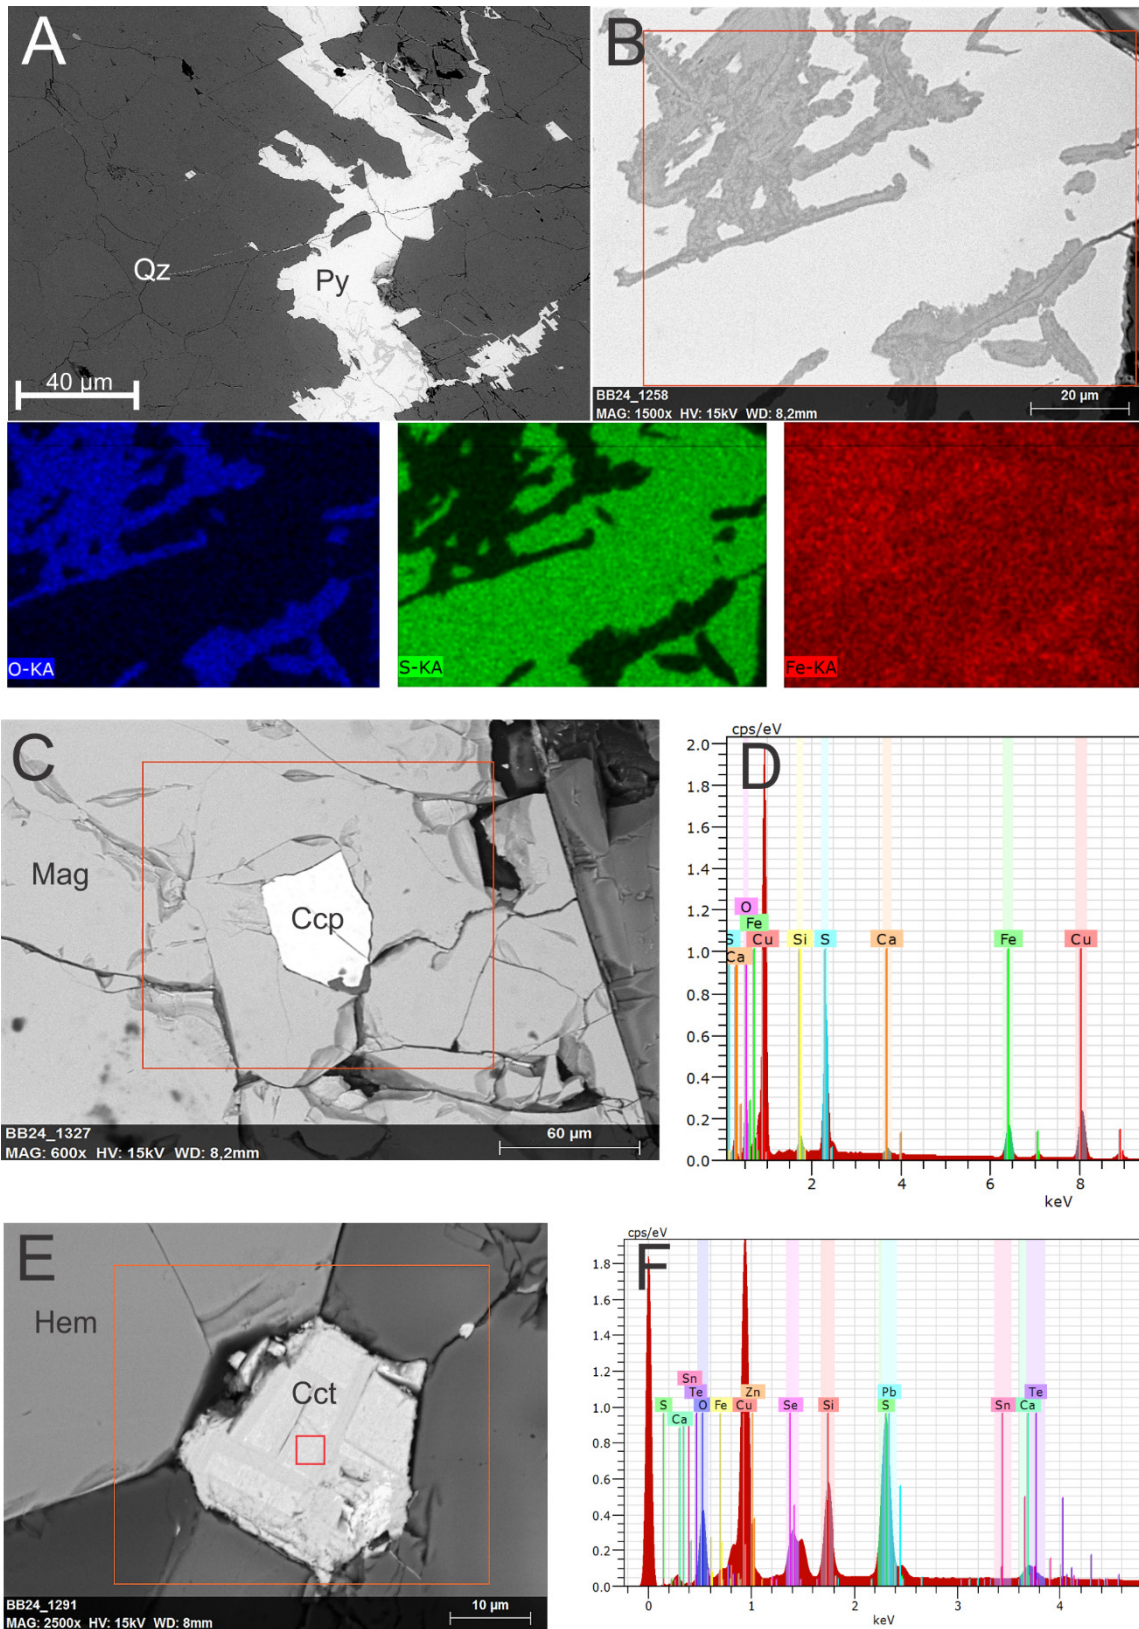 A
B
Qz
Py
40 µm
BB24_1258
MAG: 1500x HV: 15kV WD: 8,2mm
20 µm
O-KA
S-KA
Fe-KA
C
Mag
Ccp
BB24_1327
MAG: 600x HV: 15kV WD: 8,2mm
60 µm
cps/eV
D
2.0
1.8
1.6
1.4
1.2
1.0
0.8
0.6
0.4
0.2
0.0
O
Fe
S
Cu
Si
S
Ca
Fe
Cu
Ca
2
4
6
8
keV
E
Hem
Cct
BB24_1291
MAG: 2500x HV: 15kV WD: 8mm
10 µm
cps/eV
F
1.8
1.6
1.4
1.2
1.0
0.8
0.6
0.4
0.2
0.0
Sn
Te
Zn
Pb
Te
S
O
Fe
Cu
Se
Si
S
Sn
Ca
Ca
0
1
2
3
4
keV